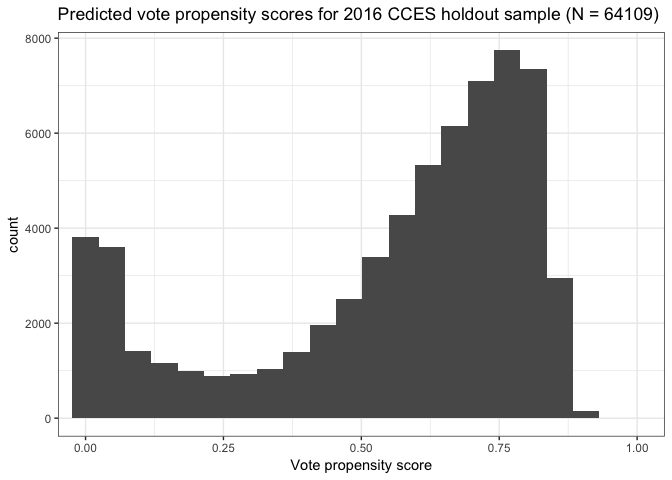 Predicted vote propensity scores for 2016 CCES holdout sample (N = 64109)
8000
6000
4000
2000
0
count
0.00 0.25 0.50 0.75 1.00
Vote propensity score